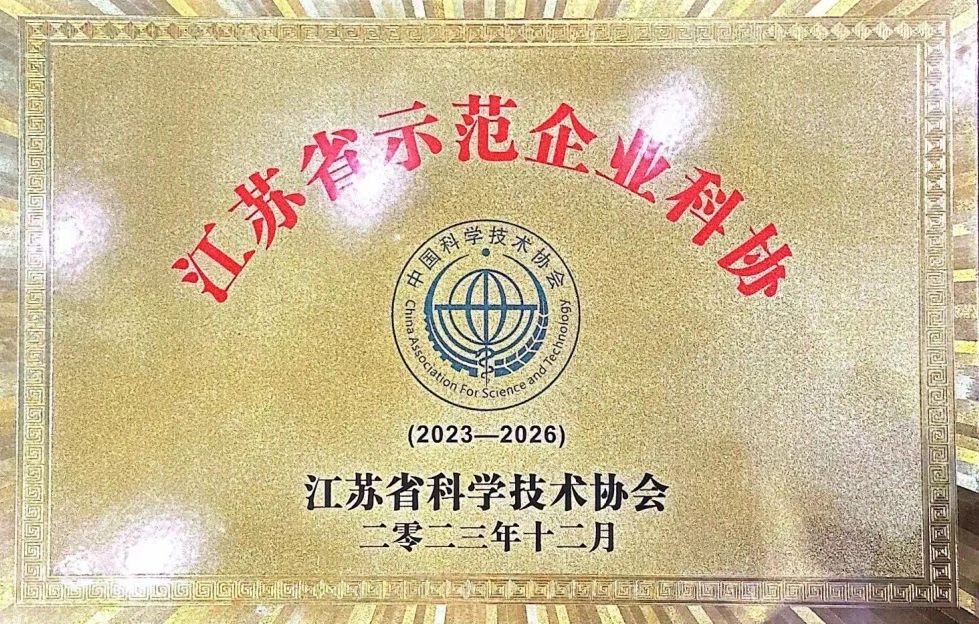 江苏省示范企业科协
中国科学技术协会
China Association For Science and Technology
(2023—2026)
江苏省科学技术协会
二零二三年十二月